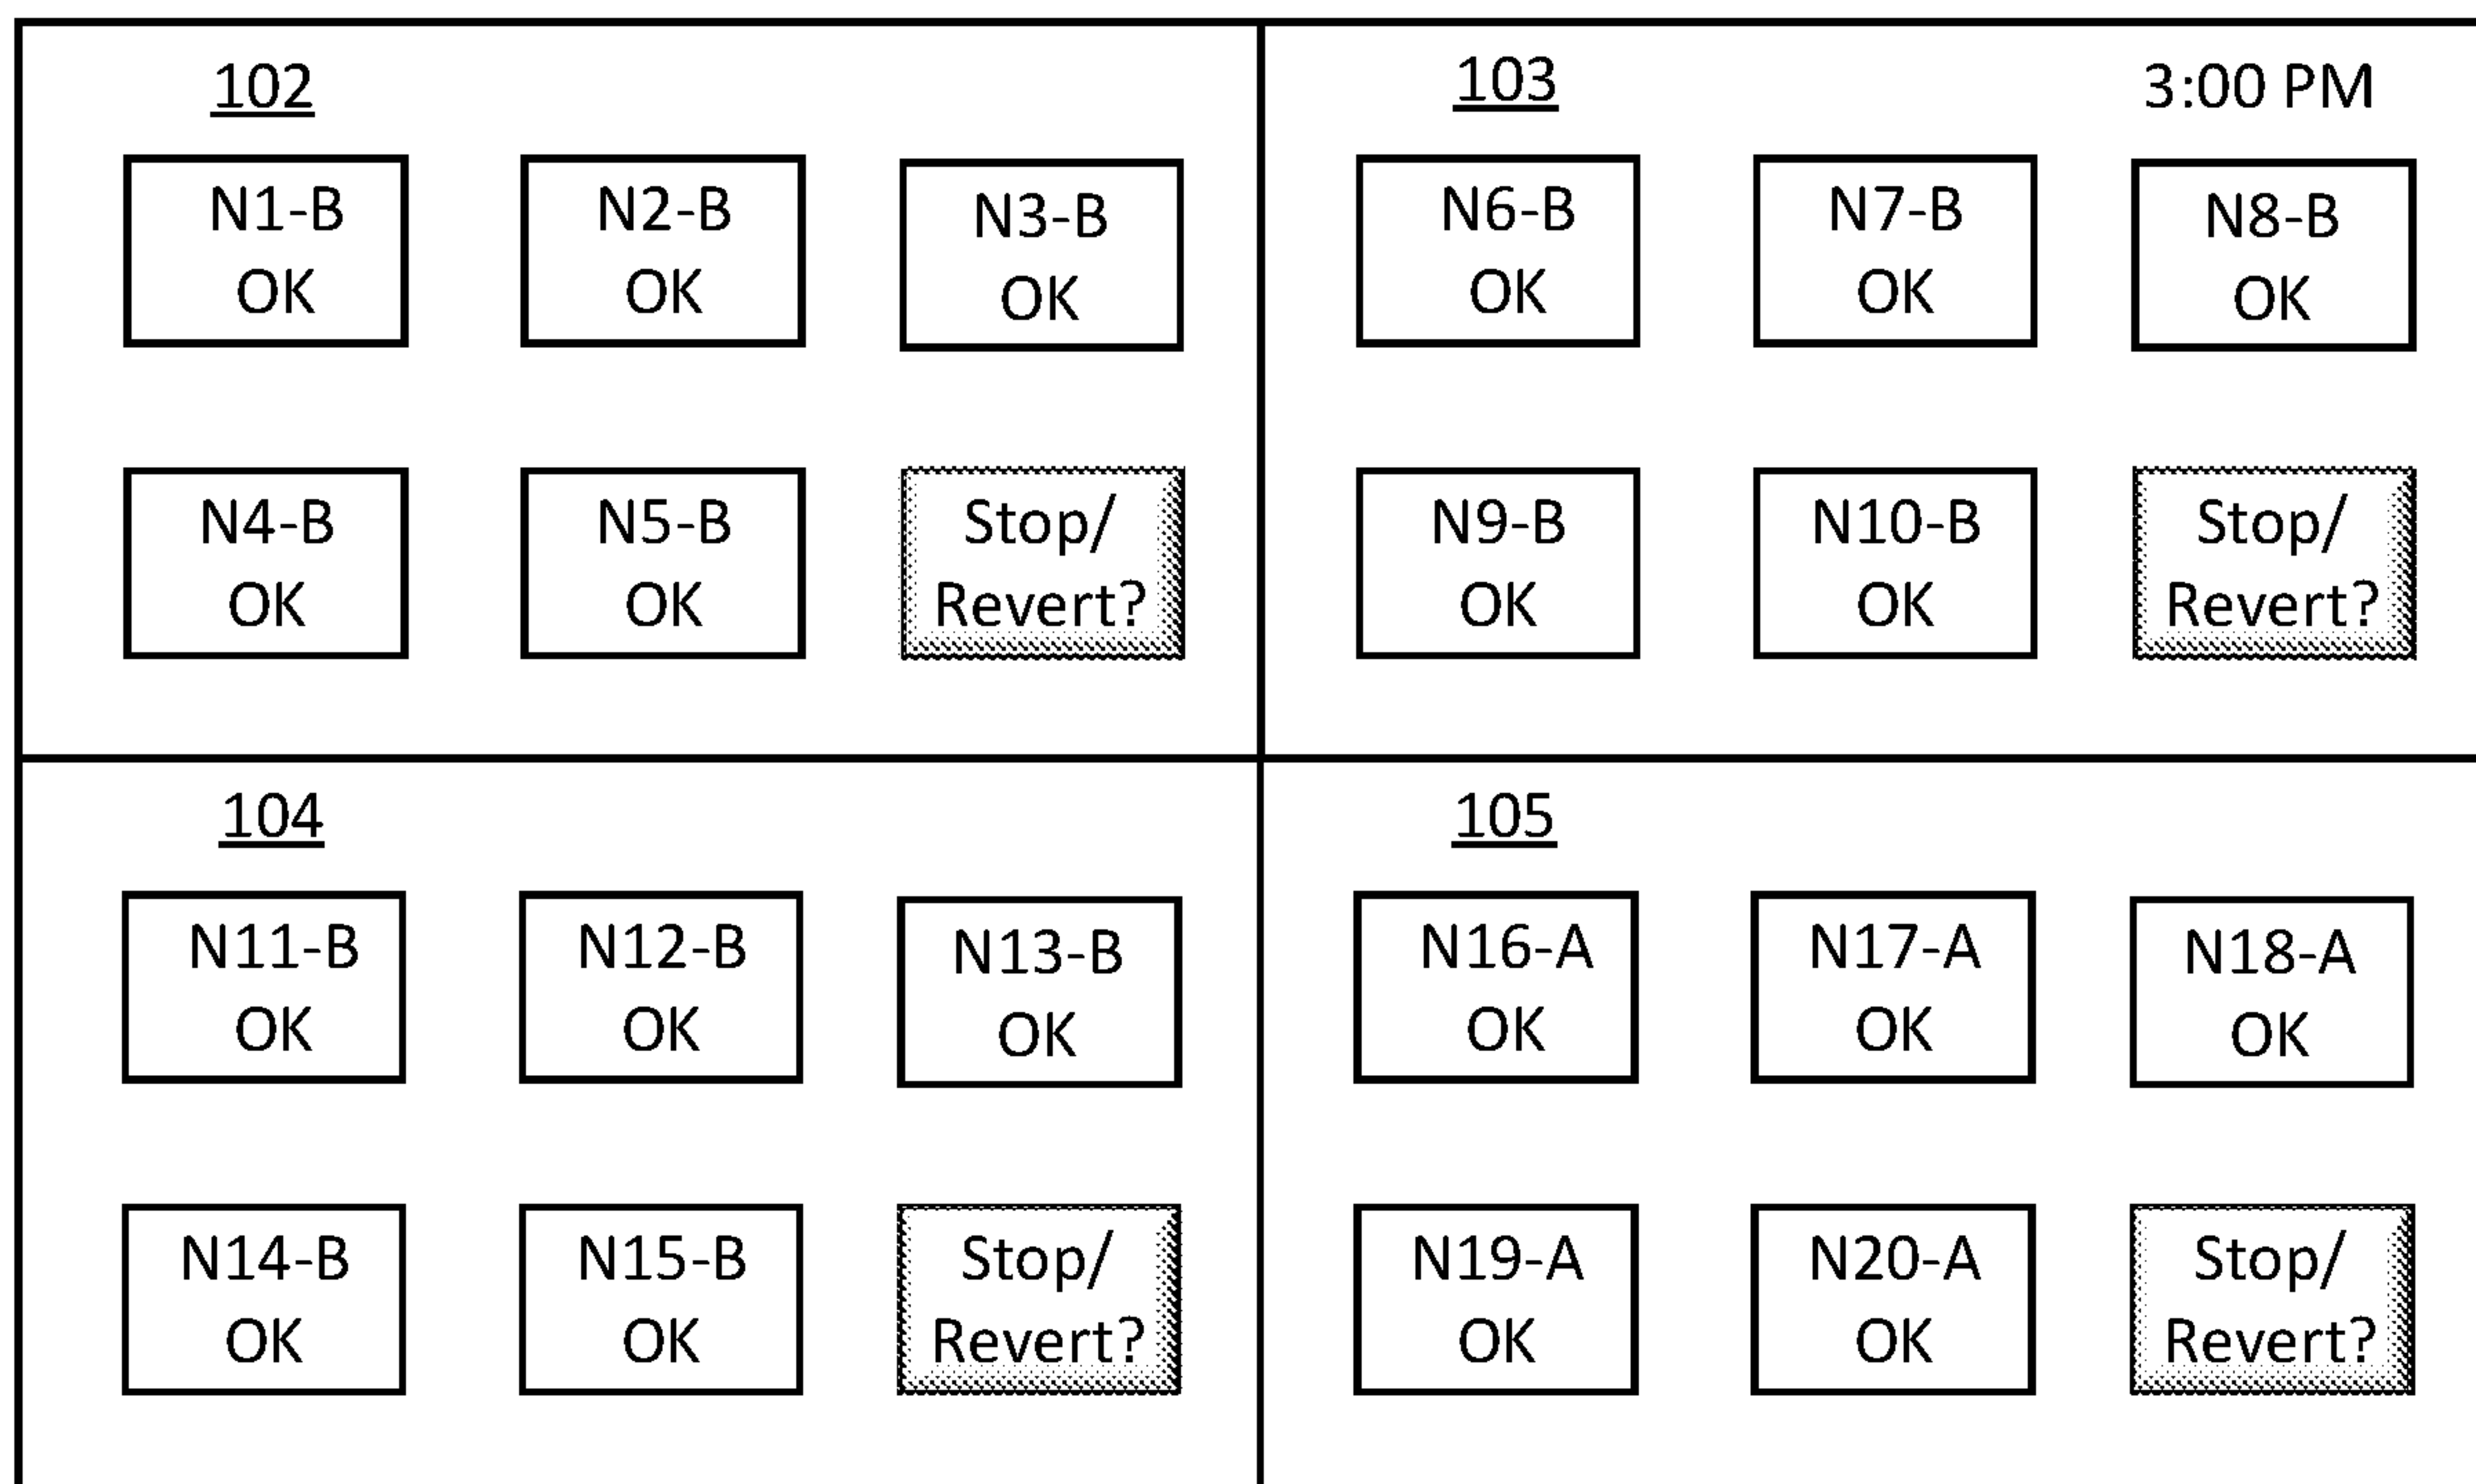 102
N1-B
OK
N2-B
OK
N3-B
OK
N4-B
OK
N5-B
OK
Stop/
Revert?
103
3:00 PM
N6-B
OK
N7-B
OK
N8-B
OK
N9-B
OK
N10-B
OK
Stop/
Revert?
104
N11-B
OK
N12-B
OK
N13-B
OK
N14-B
OK
N15-B
OK
Stop/
Revert?
105
N16-A
OK
N17-A
OK
N18-A
OK
N19-A
OK
N20-A
OK
Stop/
Revert?